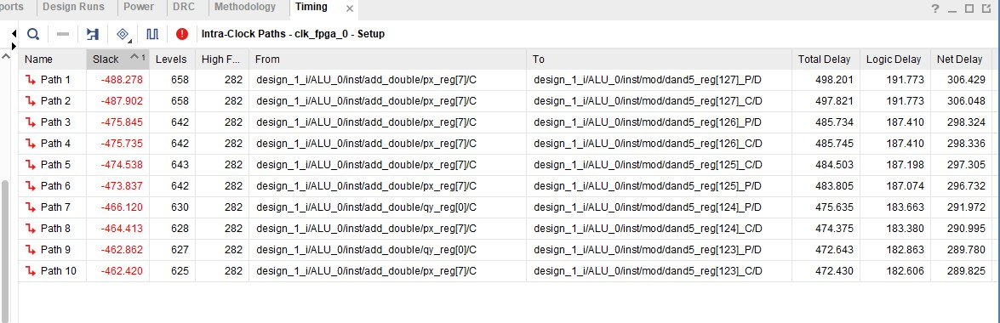 ports Design Runs Power DRC Methodology Timing × ? _
Intra-Clock Paths - clk_fpga_0 - Setup
Name Slack 1 Levels High F... From To Total Delay Logic Delay Net Delay
Path 1 -488.278 658 282 design_1_i/ALU_0/inst/add_double/px_reg[7]/C design_1_i/ALU_0/inst/mod/dand5_reg[127]_P/D 498.201 191.773 306.429
Path 2 -487.902 658 282 design_1_i/ALU_0/inst/add_double/px_reg[7]/C design_1_i/ALU_0/inst/mod/dand5_reg[127]_C/D 497.821 191.773 306.048
Path 3 -475.845 642 282 design_1_i/ALU_0/inst/add_double/px_reg[7]/C design_1_i/ALU_0/inst/mod/dand5_reg[126]_P/D 485.734 187.410 298.324
Path 4 -475.735 642 282 design_1_i/ALU_0/inst/add_double/px_reg[7]/C design_1_i/ALU_0/inst/mod/dand5_reg[126]_C/D 485.745 187.410 298.336
Path 5 -474.538 643 282 design_1_i/ALU_0/inst/add_double/px_reg[7]/C design_1_i/ALU_0/inst/mod/dand5_reg[125]_C/D 484.503 187.198 297.305
Path 6 -473.837 642 282 design_1_i/ALU_0/inst/add_double/px_reg[7]/C design_1_i/ALU_0/inst/mod/dand5_reg[125]_P/D 483.805 187.074 296.732
Path 7 -466.120 630 282 design_1_i/ALU_0/inst/add_double/qy_reg[0]/C design_1_i/ALU_0/inst/mod/dand5_reg[124]_P/D 475.635 183.663 291.972
Path 8 -464.413 628 282 design_1_i/ALU_0/inst/add_double/px_reg[7]/C design_1_i/ALU_0/inst/mod/dand5_reg[124]_C/D 474.375 183.380 290.995
Path 9 -462.862 627 282 design_1_i/ALU_0/inst/add_double/qy_reg[0]/C design_1_i/ALU_0/inst/mod/dand5_reg[123]_P/D 472.643 182.863 289.780
Path 10 -462.420 625 282 design_1_i/ALU_0/inst/add_double/px_reg[7]/C design_1_i/ALU_0/inst/mod/dand5_reg[123]_C/D 472.430 182.606 289.825